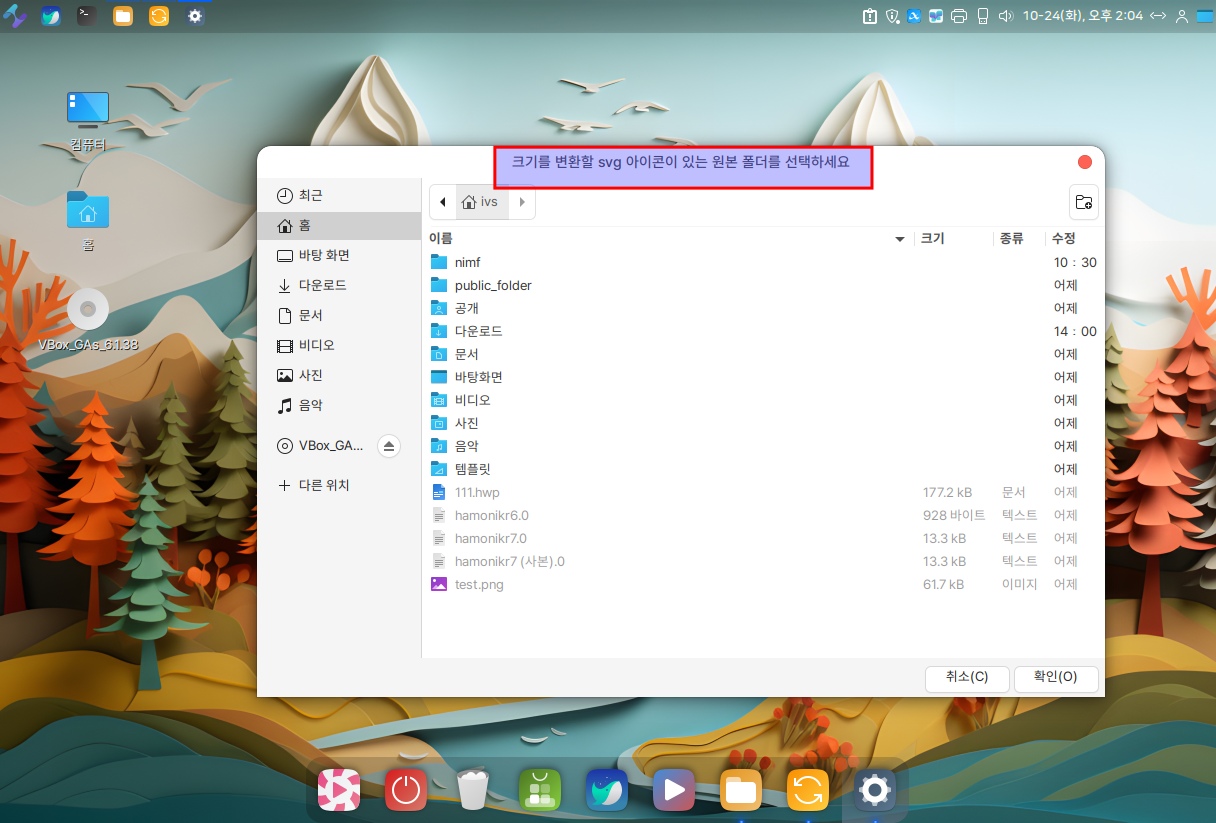 10-24(화), 오후 2:04
컴퓨터
홈
VBox_GAs_6.1.38
크기를 변환할 svg 아이콘이 있는 원본 폴더를 선택하세요
최근
홈
바탕 화면
다운로드
문서
비디오
사진
음악
VBox_GA...
다른 위치
ivs
이름 크기 종류 수정
nimf 10 : 30
public_folder 어제
공개 어제
다운로드 14 : 00
문서 어제
바탕화면 어제
비디오 어제
사진 어제
음악 어제
템플릿 어제
111.hwp 177.2 kB 문서 어제
hamonikr6.0 928 바이트 텍스트 어제
hamonikr7.0 13.3 kB 텍스트 어제
hamonikr7 (사본).0 13.3 kB 텍스트 어제
test.png 61.7 kB 이미지 어제
취소(C) 확인(O)